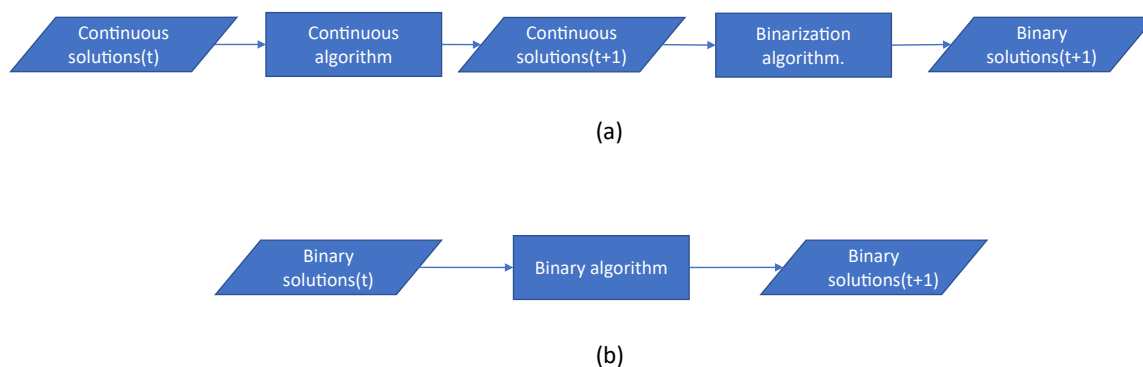 Continuous
solutions(t)
Continuous
algorithm
Continuous
solutions(t+1)
Binarization
algorithm.
Binary
solutions(t+1)
(a)
Binary
solutions(t)
Binary algorithm
Binary
solutions(t+1)
(b)